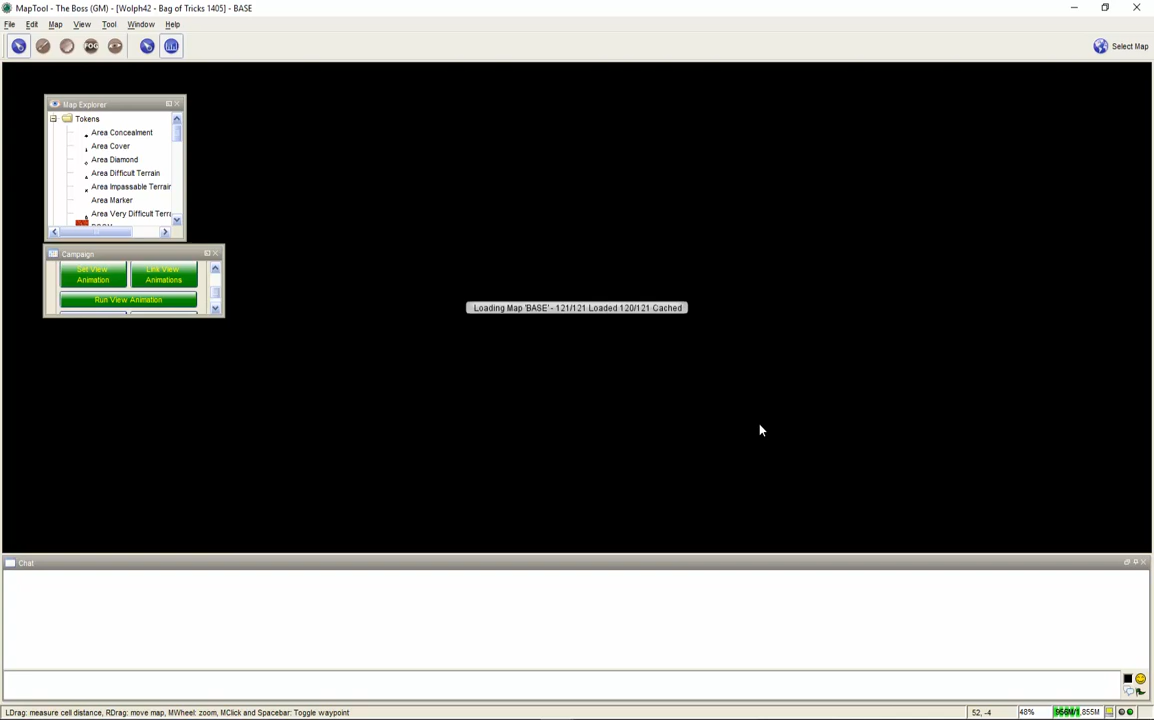 MapTool - The Boss (GM) - [Wolph42 - Bag of Tricks 1405] - BASE
File Edit Map View Tool Window Help
FOG
Select Map
Map Explorer
Tokens
Area Concealment
Area Cover
Area Diamond
Area Difficult Terrain
Area Impassable Terrain
Area Marker
Area Very Difficult Terra
Campaign
Set View Animation
Link View Animations
Run View Animation
Loading Map 'BASE' - 121/121 Loaded 120/121 Cached
Chat
LDrag: measure cell distance, RDrag: move map, MWheel: zoom, MClick and Spacebar: Toggle waypoint
52, -4
48%
956M/1,855M